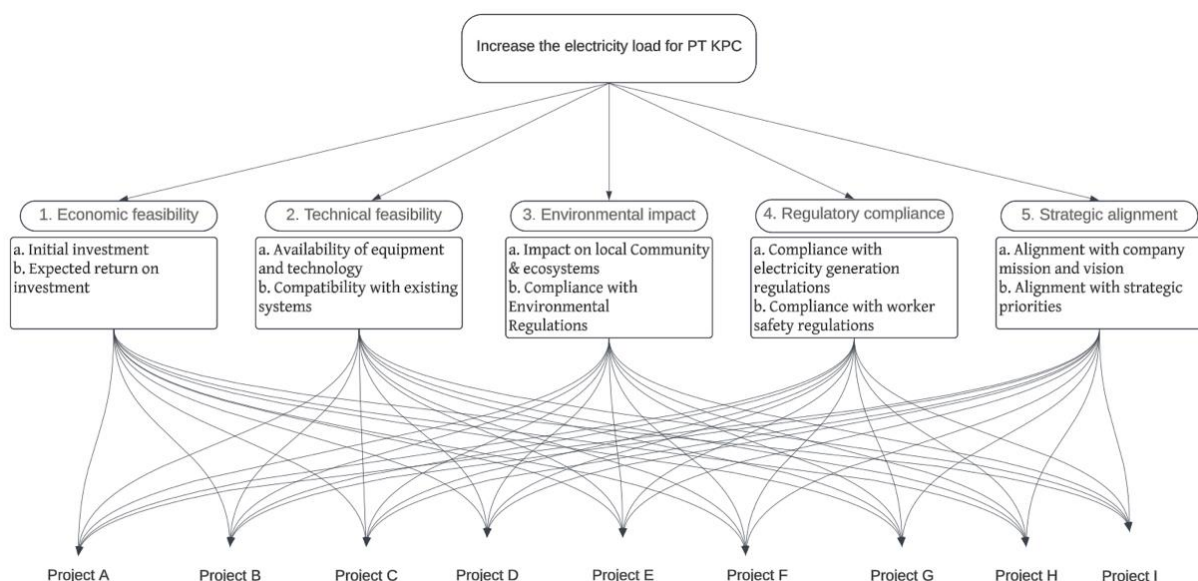 Increase the electricity load for PT KPC
1. Economic feasibility
a. Initial investment
b. Expected return on
investment
2. Technical feasibility
a. Availability of equipment
and technology
b. Compatibility with existing
systems
3. Environmental impact
a. Impact on local Community
& ecosystems
b. Compliance with
Environmental
Regulations
4. Regulatory compliance
a. Compliance with
electricity generation
regulations
b. Compliance with worker
safety regulations
5. Strategic alignment
a. Alignment with company
mission and vision
b. Alignment with strategic
priorities
Project A
Project B
Project C
Project D
Project E
Project F
Project G
Project H
Project I